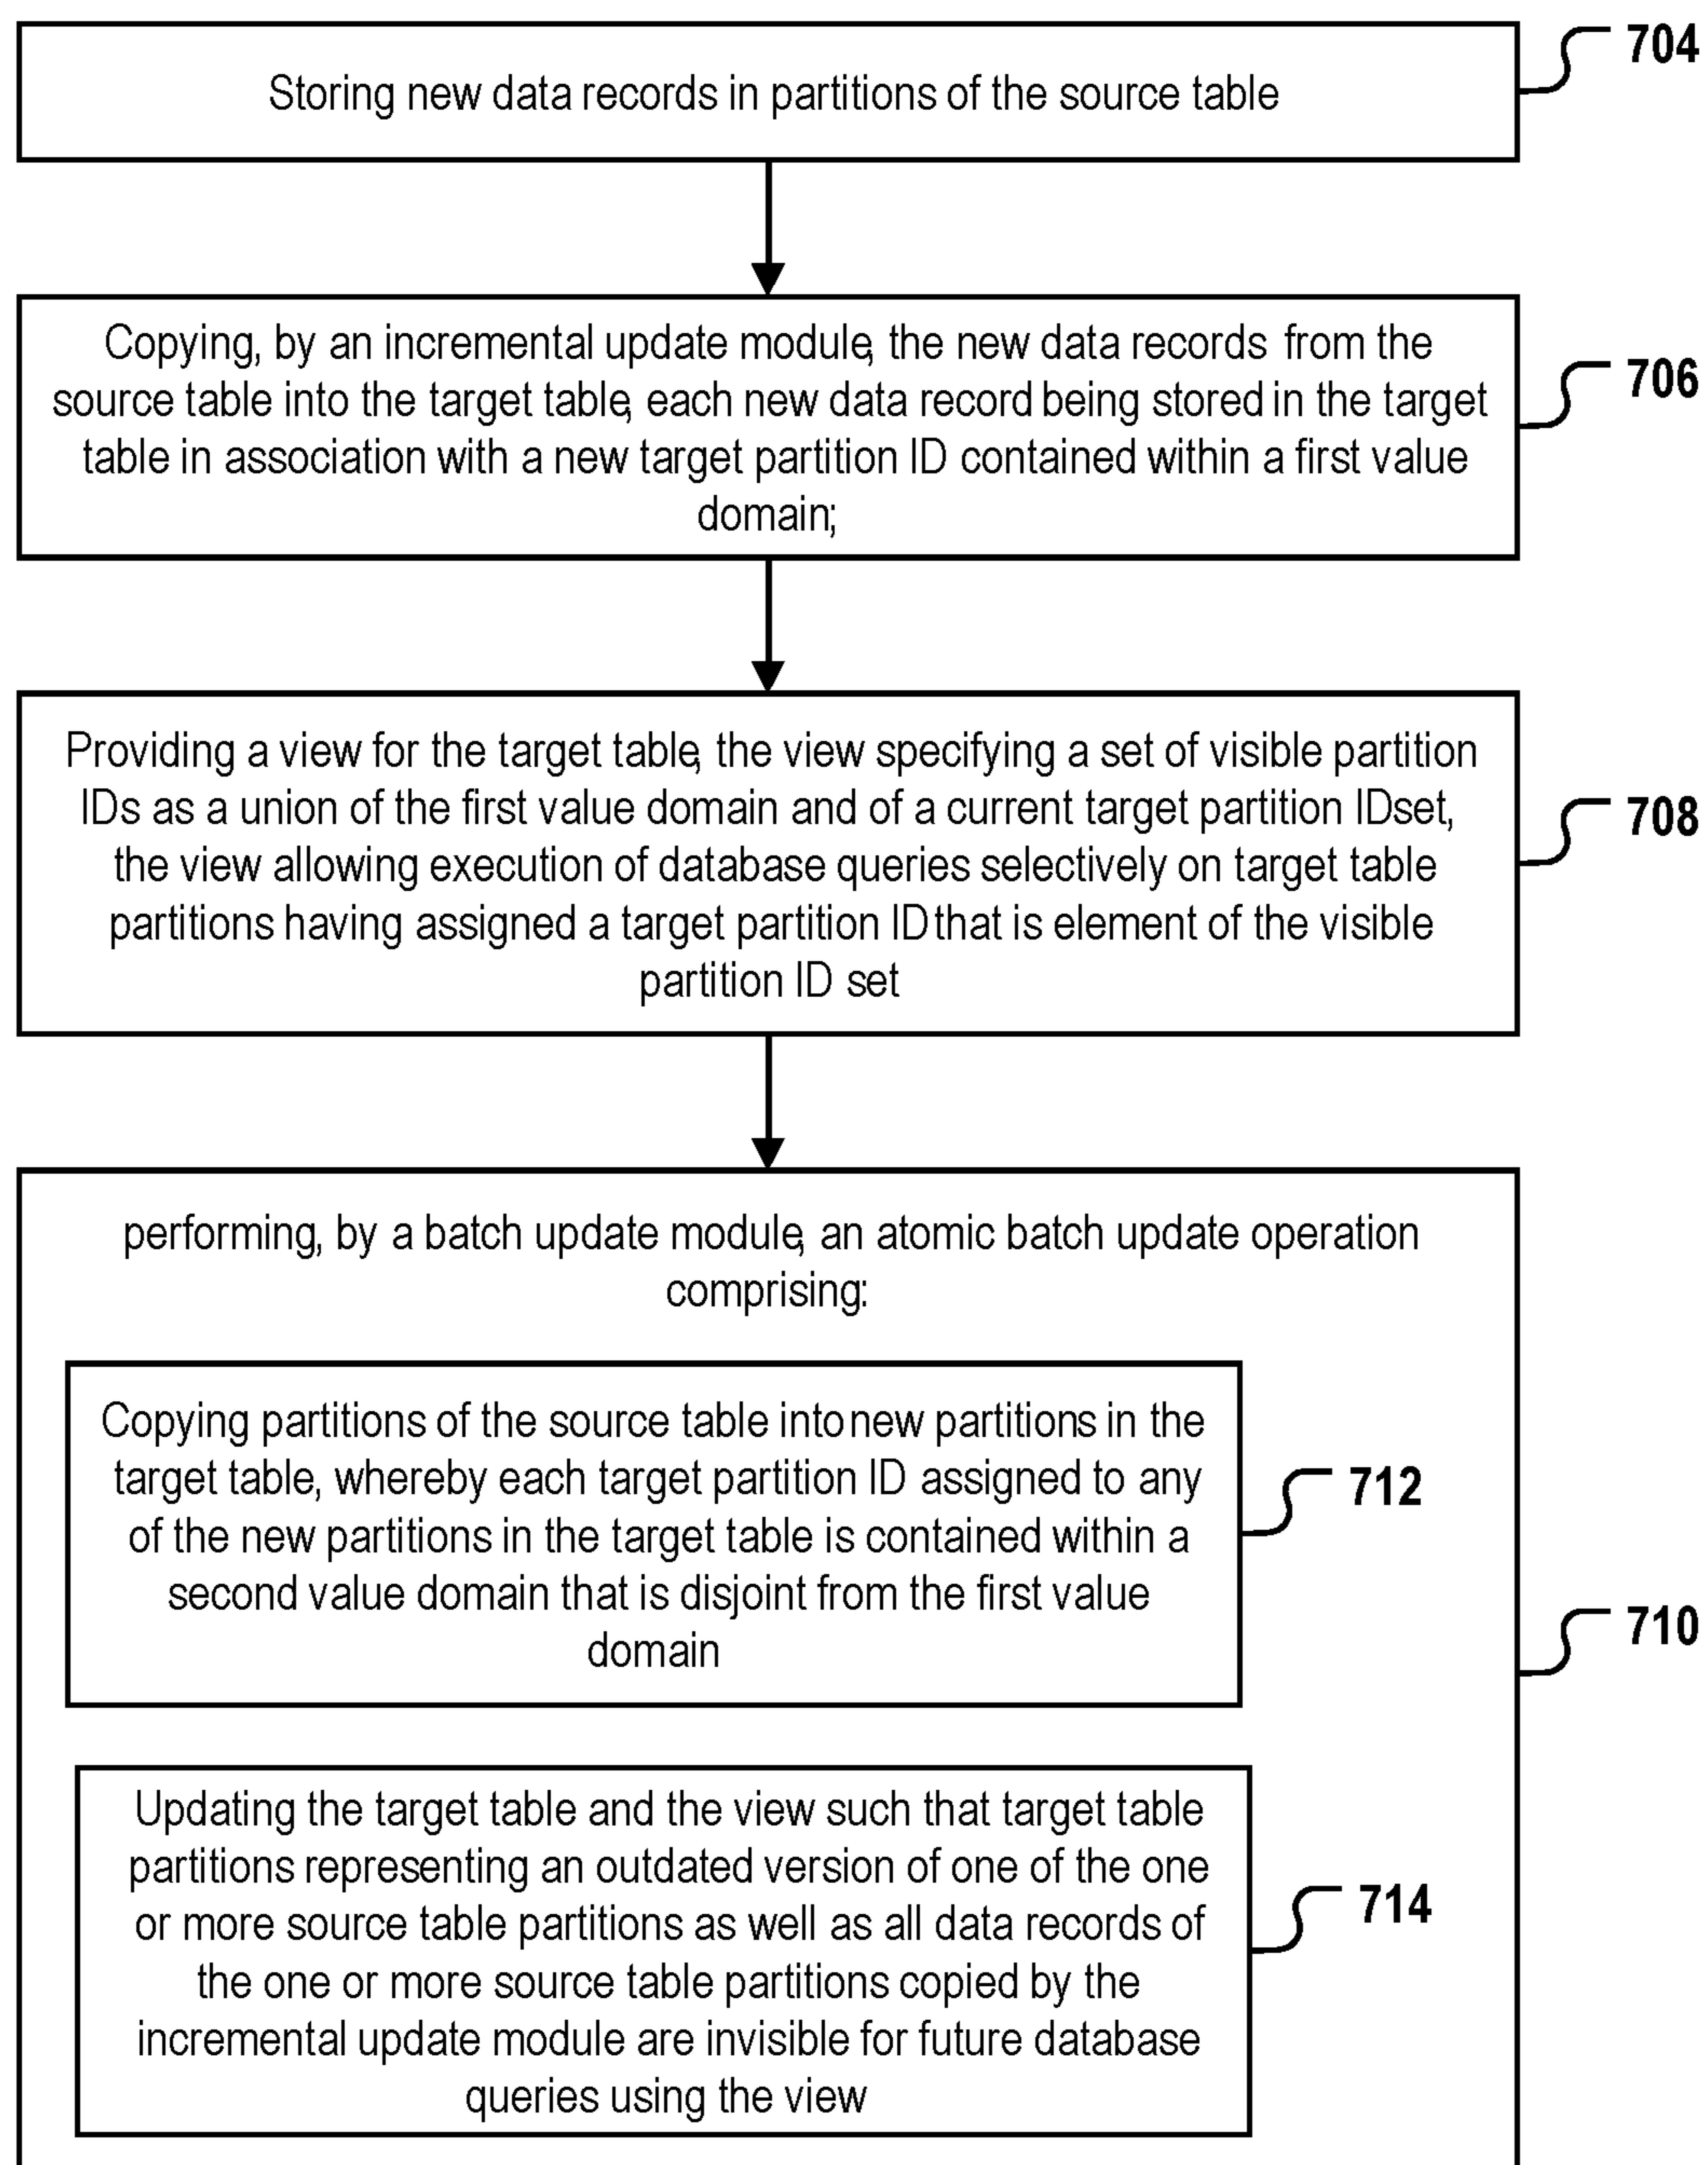 704
Storing new data records in partitions of the source table
Copying, by an incremental update module, the new data records from the
source table into the target table, each new data record being stored in the target
table in association with a new target partition ID contained within a first value
domain;
706
Providing a view for the target table, the view specifying a set of visible partition
IDs as a union of the first value domain and of a current target partition ID set,
the view allowing execution of database queries selectively on target table
partitions having assigned a target partition ID that is element of the visible
partition ID set
708
performing, by a batch update module, an atomic batch update operation
comprising:
Copying partitions of the source table into new partitions in the
target table, whereby each target partition ID assigned to any
of the new partitions in the target table is contained within a
second value domain that is disjoint from the first value
domain
712
710
Updating the target table and the view such that target table
partitions representing an outdated version of one of the one
or more source table partitions as well as all data records of
the one or more source table partitions copied by the
incremental update module are invisible for future database
queries using the view
714